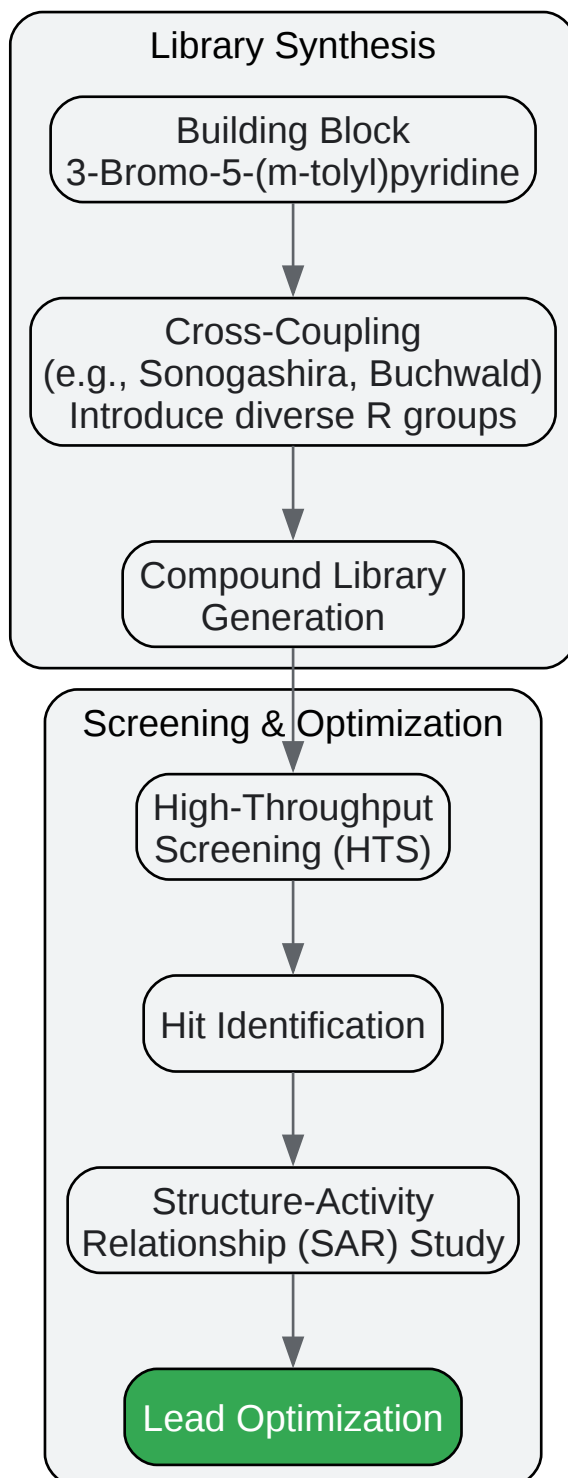 Library Synthesis
Building Block
3-Bromo-5-(m-tolyl)pyridine
Cross-Coupling
(e.g., Sonogashira, Buchwald)
Introduce diverse R groups
Compound Library
Generation
Screening & Optimization
High-Throughput
Screening (HTS)
Hit Identification
Structure-Activity
Relationship (SAR) Study
Lead Optimization